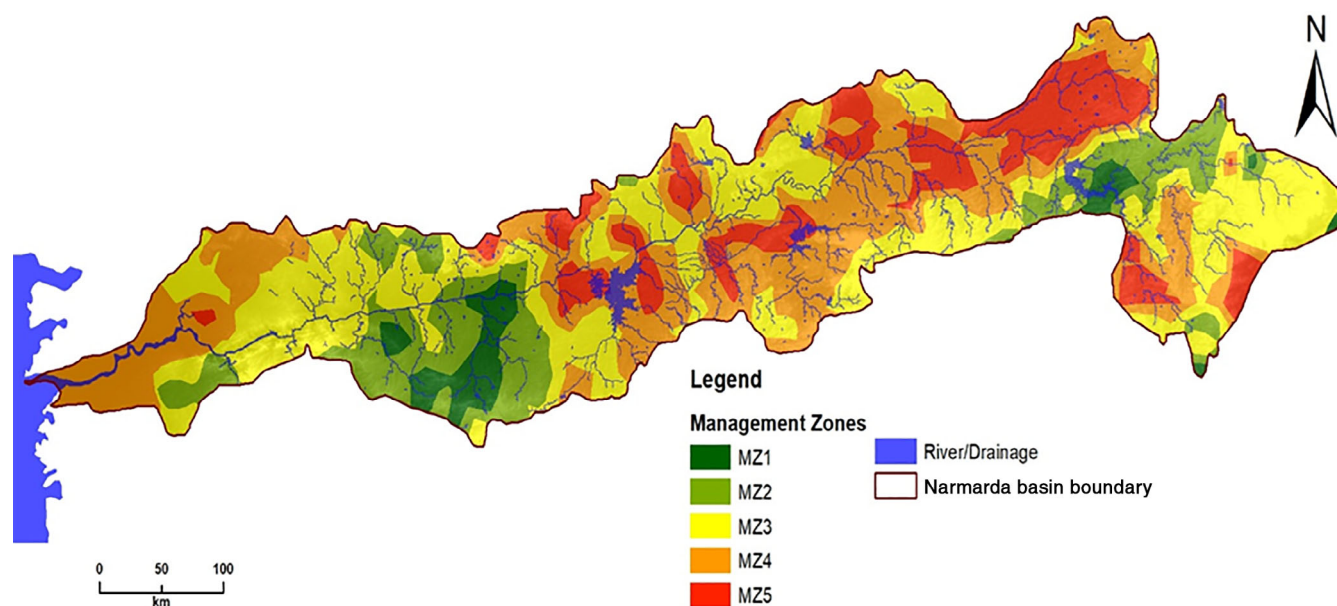 N
Legend
Management Zones
MZ1
MZ2
MZ3
MZ4
MZ5
River/Drainage
Narmarda basin boundary
0 50 100
km